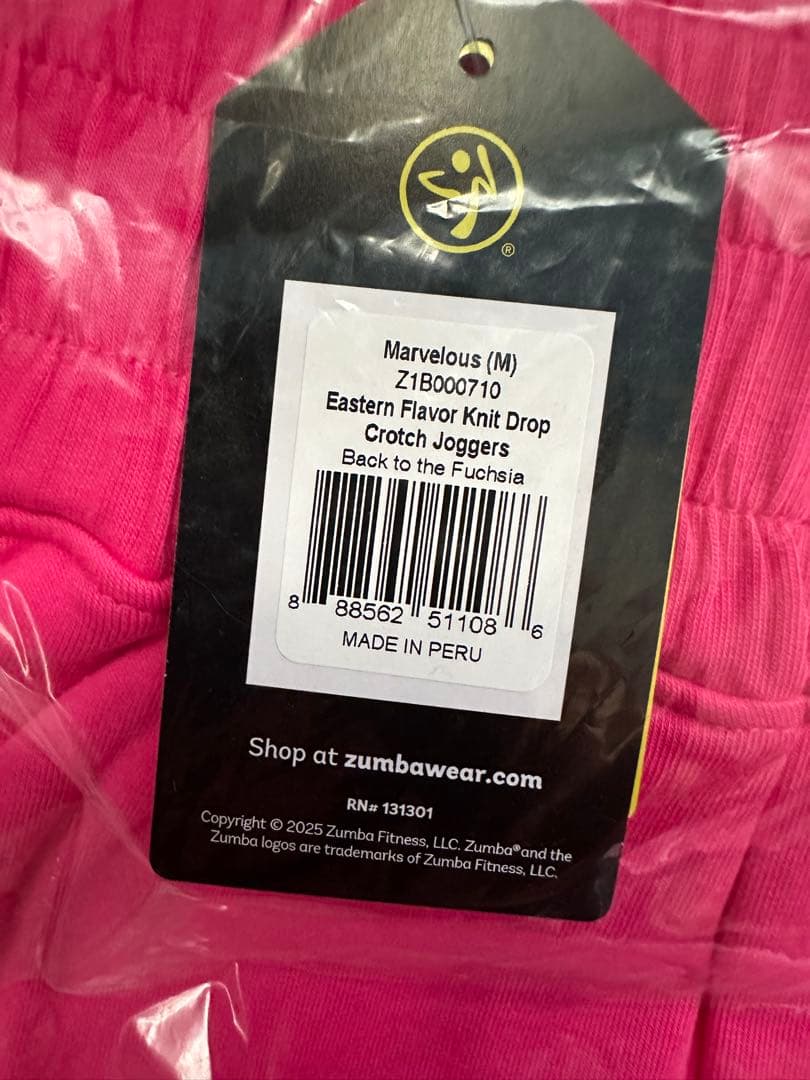 ®
Marvelous (M)
Z1B000710
Eastern Flavor Knit Drop
Crotch Joggers
Back to the Fuchsia
8 88562 51108 6
MADE IN PERU
Shop at zumbawear.com
RN# 131301
Copyright © 2025 Zumba Fitness, LLC. Zumba® and the
Zumba logos are trademarks of Zumba Fitness, LLC.